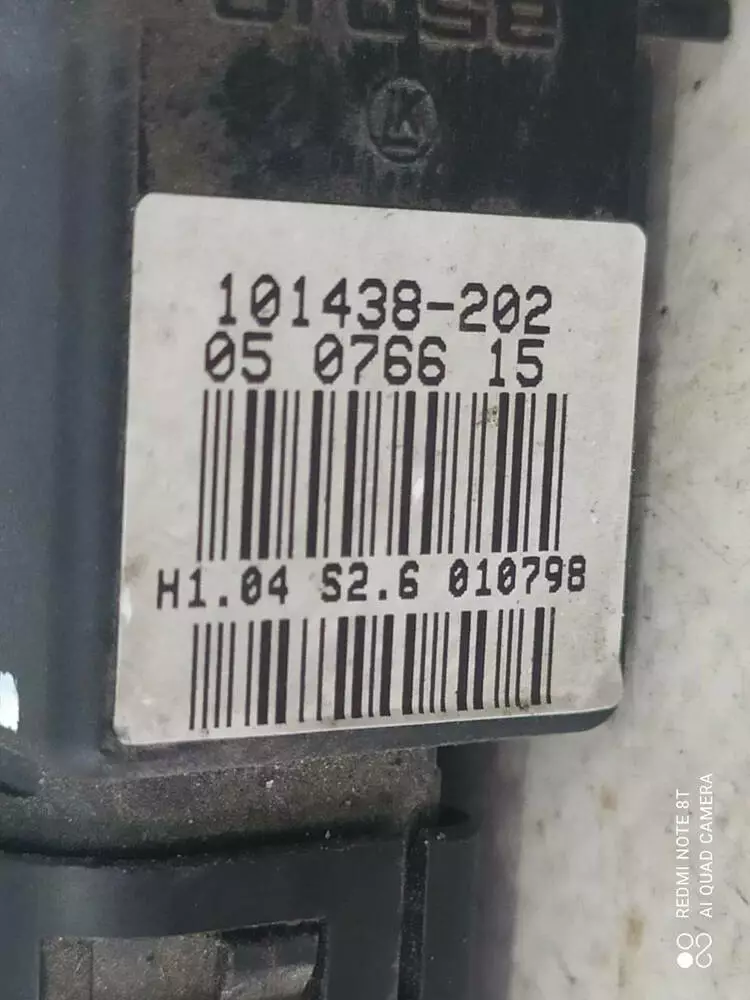 101438-202
05 0766 15
H1.04 S2.6 010798
REDMI NOTE 8T
AI QUAD CAMERA